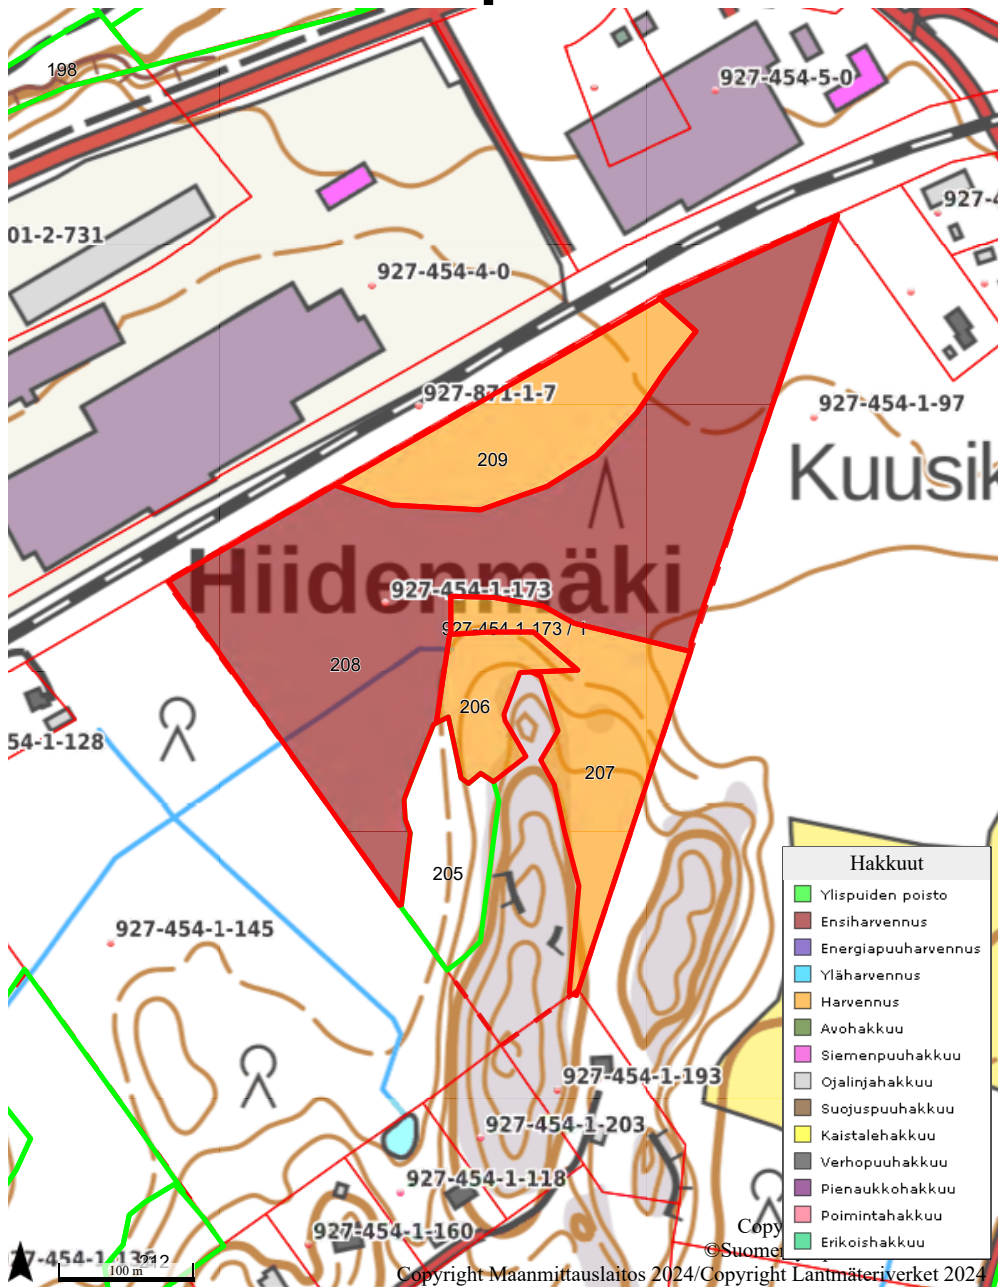 198
927-454-5-0
927-4
01-2-731
927-454-4-0
927-871-1-7
927-454-1-97
Kuusik
209
Hiidenmäki
927-454-1-173
927-454-1-173 / 1
208
206
54-1-128
207
205
927-454-1-145
Hakkuut
Ylispuiden poisto
Ensiharvennus
Energiapuuharvennus
Yläharvennus
Harvennus
Avohakkuu
Siemenpuuhakkuu
Ojalinjahakkuu
Suojuspuuhakkuu
Kaistalehakkuu
Verhopuuhakkuu
Pienaukkohakkuu
Poimintahakkuu
Erikoishakkuu
927-454-1-193
927-454-1-203
927-454-1-118
927-454-1-160
212
100 m
Copy
©Suome
Copyright Maanmittauslaitos 2024/Copyright Lantmäteriverket 2024